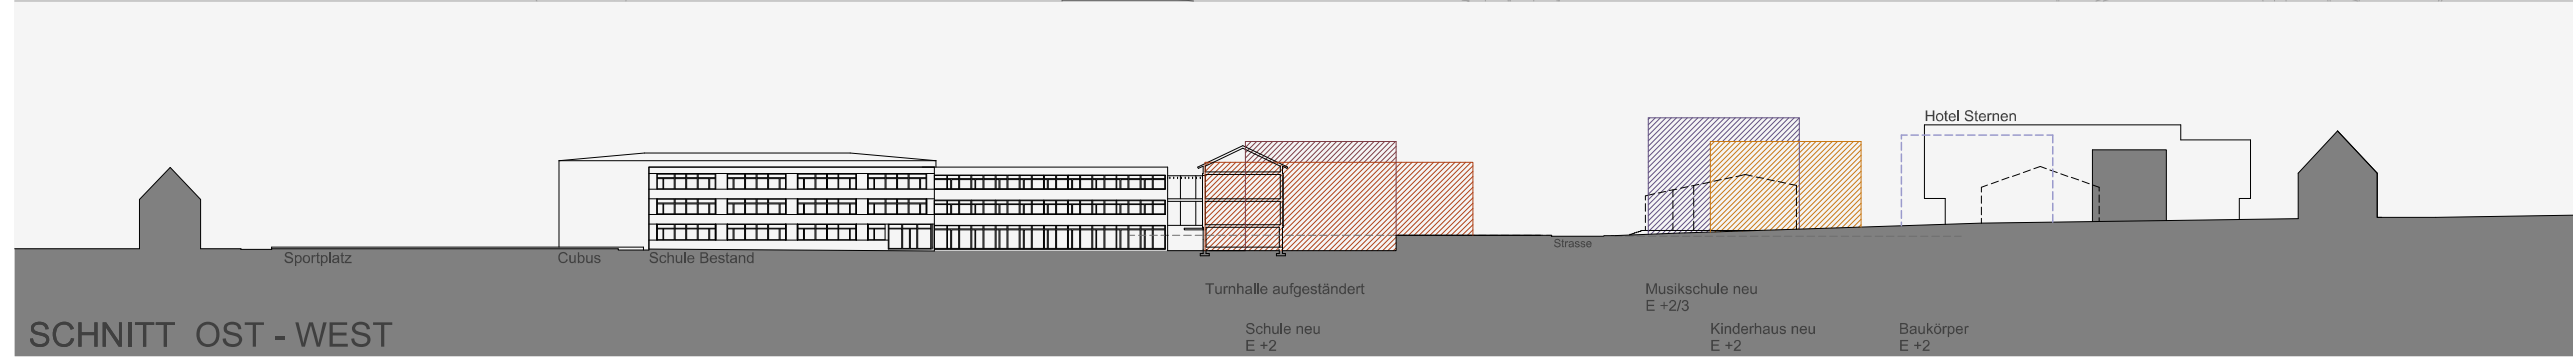 Hotel Sternen
Strasse
Sportplatz
Cubus
Schule Bestand
Turnhalle aufgeständert
Musikschule neu
E +2/3
Schule neu
E +2
Kinderhaus neu
E +2
Baukörper
E +2
SCHNITT OST - WEST